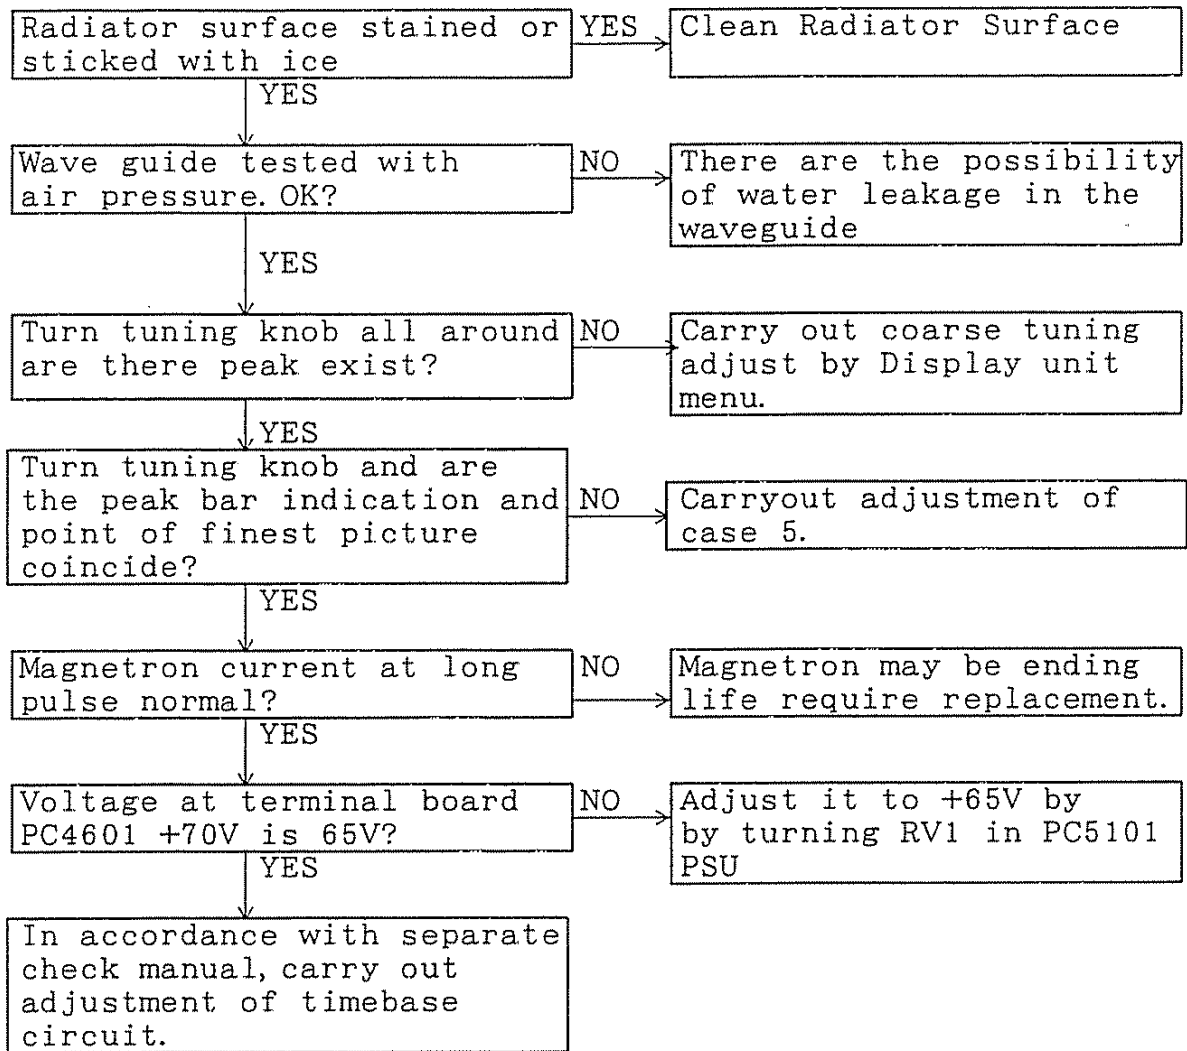 Radiator surface stained or
sticked with ice
YES
Clean Radiator Surface
YES
Wave guide tested with
air pressure. OK?
NO
There are the possibility
of water leakage in the
waveguide
YES
Turn tuning knob all around
are there peak exist?
NO
Carry out coarse tuning
adjust by Display unit
menu.
YES
Turn tuning knob and are
the peak bar indication and
point of finest picture
coincide?
NO
Carryout adjustment of
case 5.
YES
Magnetron current at long
pulse normal?
NO
Magnetron may be ending
life require replacement.
YES
Voltage at terminal board
PC4601 +70V is 65V?
NO
Adjust it to +65V by
by turning RV1 in PC5101
PSU
YES
In accordance with separate
check manual, carry out
adjustment of timebase
circuit.